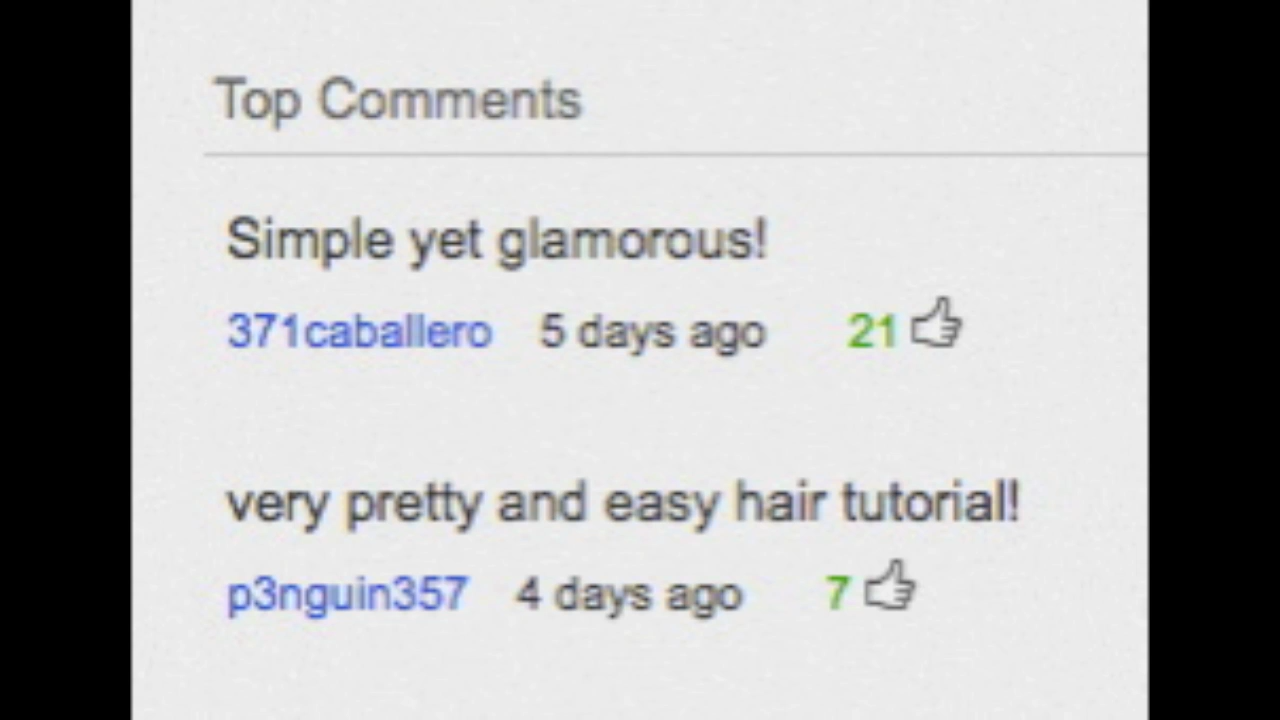 Top Comments
Simple yet glamorous!
371caballero 5 days ago 21
very pretty and easy hair tutorial!
p3nguin357 4 days ago 7